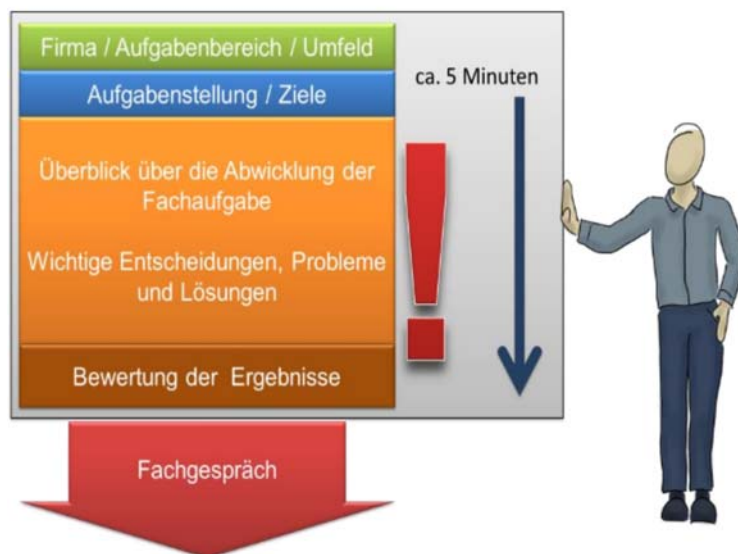 Firma / Aufgabenbereich / Umfeld
ca. 5 Minuten
Aufgabenstellung / Ziele
Überblick über die Abwicklung der
Fachaufgabe
Wichtige Entscheidungen, Probleme
und Lösungen
Bewertung der Ergebnisse
Fachgespräch